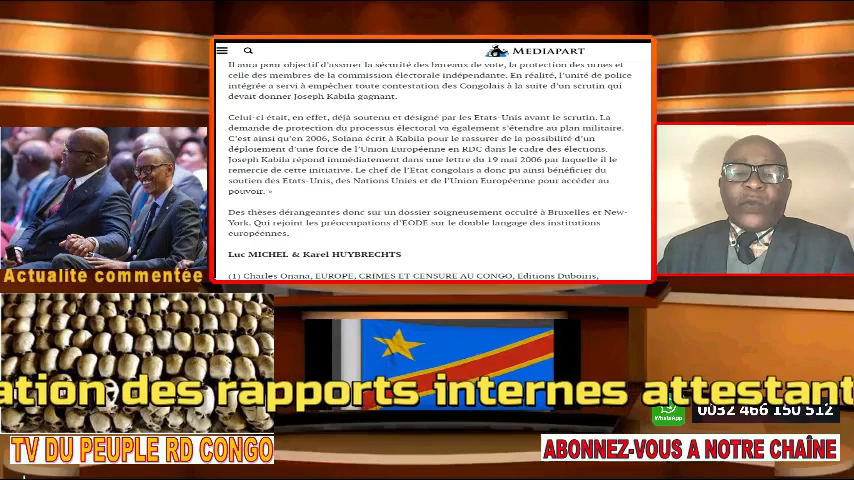 MEDIAPART
Il aura pour objectif d'assurer la sécurité des bureaux de vote, la protection des urnes et
celle des membres de la commission électorale indépendante. En réalité, l'unité de police
intégrée a servi à empêcher toute contestation des Congolais à la suite d'un scrutin qui
devait donner Joseph Kabila gagnant.
Celui-ci était, en effet, déjà soutenu et désigné par les Etats-Unis avant le scrutin. La
demande de protection du processus électoral va également s'étendre au plan militaire.
C'est ainsi qu'en 2006, Solana écrit à Kabila pour le rassurer de la possibilité d'un
déploiement d'une force de l'Union Européenne en RDC dans le cadre des élections.
Joseph Kabila répond immédiatement dans une lettre du 19 mai 2006 par laquelle il le
remercie de cette initiative. Le chef de l'Etat congolais a donc pu ainsi bénéficier du
soutien des Etats-Unis, des Nations Unies et de l'Union Européenne pour accéder au
pouvoir. »
Des thèses dérangeantes donc sur un dossier soigneusement occulté à Bruxelles et New-
York. Qui rejoint les préoccupations d'EODE sur le double langage des institutions
européennes.
Luc MICHEL & Karel HUYBRECHTS
(1) Charles Onana, EUROPE, CRIMES ET CENSURE AU CONGO, Editions Duboiris,
Actualité commentée
ation des rapports internes attestant
WhatsApp
0032 466 150 512
TV DU PEUPLE RD CONGO
ABONNEZ-VOUS A NOTRE CHAÎNE